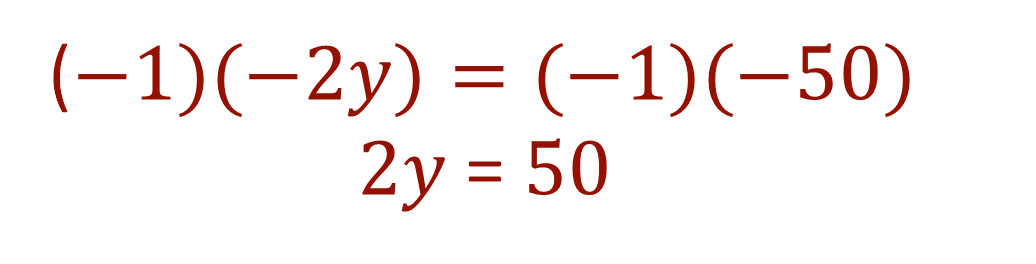 (−1)(−2y) = (−1)(−50)
2y = 50